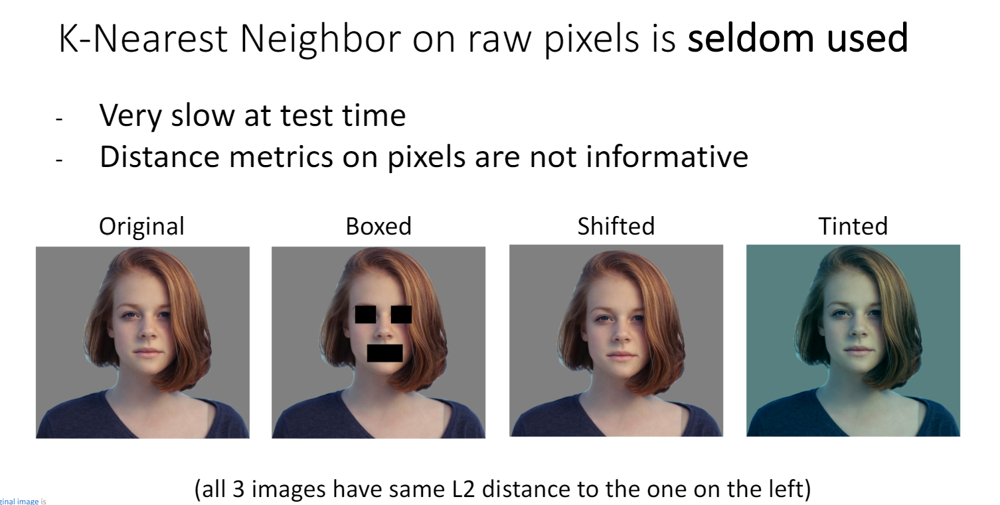 K-Nearest Neighbor on raw pixels is seldom used
- Very slow at test time
- Distance metrics on pixels are not informative
Original Boxed Shifted Tinted
(all 3 images have same L2 distance to the one on the left)
image is